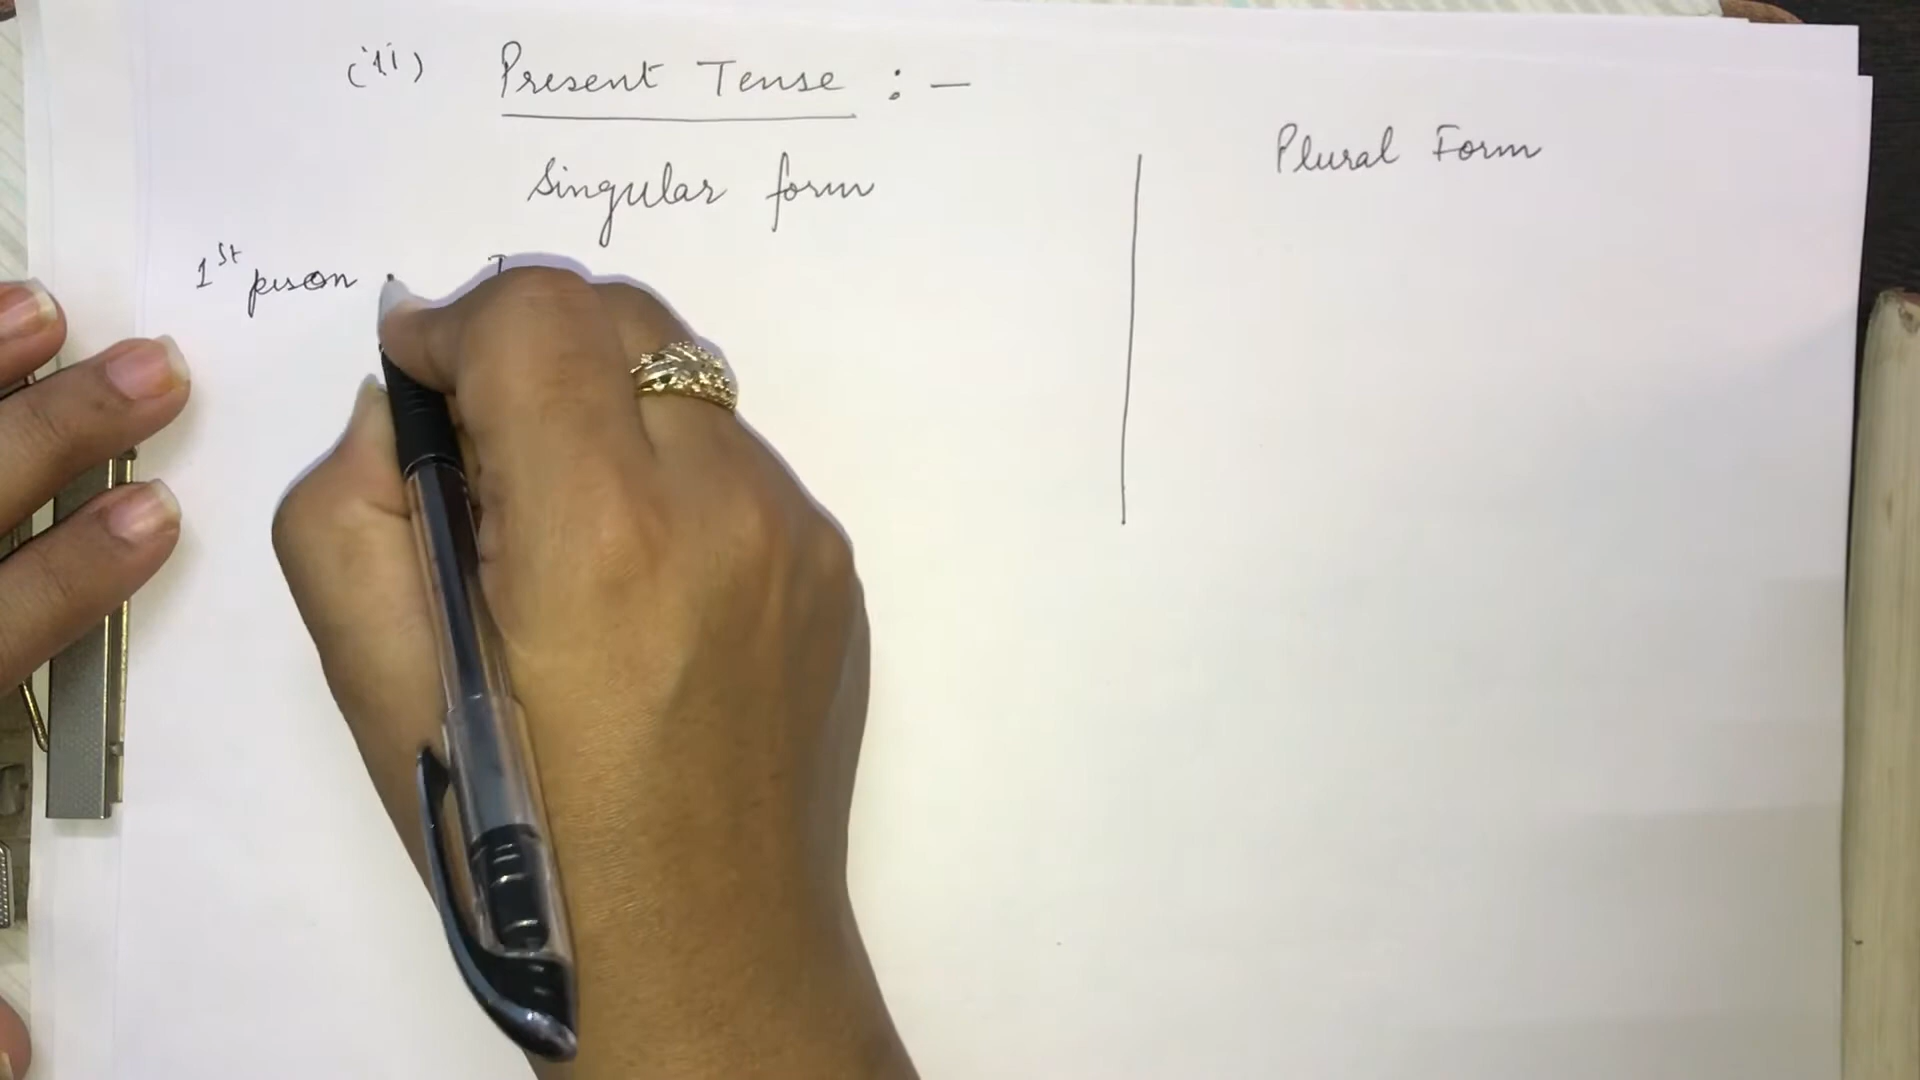 (ii) Present Tense : -
Singular form
Plural Form
1st person I